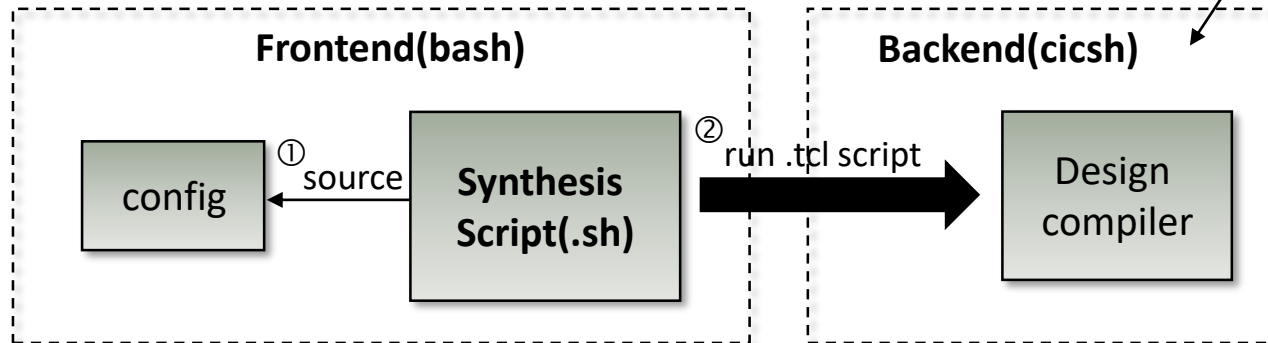 Frontend(bash)
Backend(cicsh)
config
①
source
Synthesis
Script(.sh)
②
run .tcl script
Design
compiler